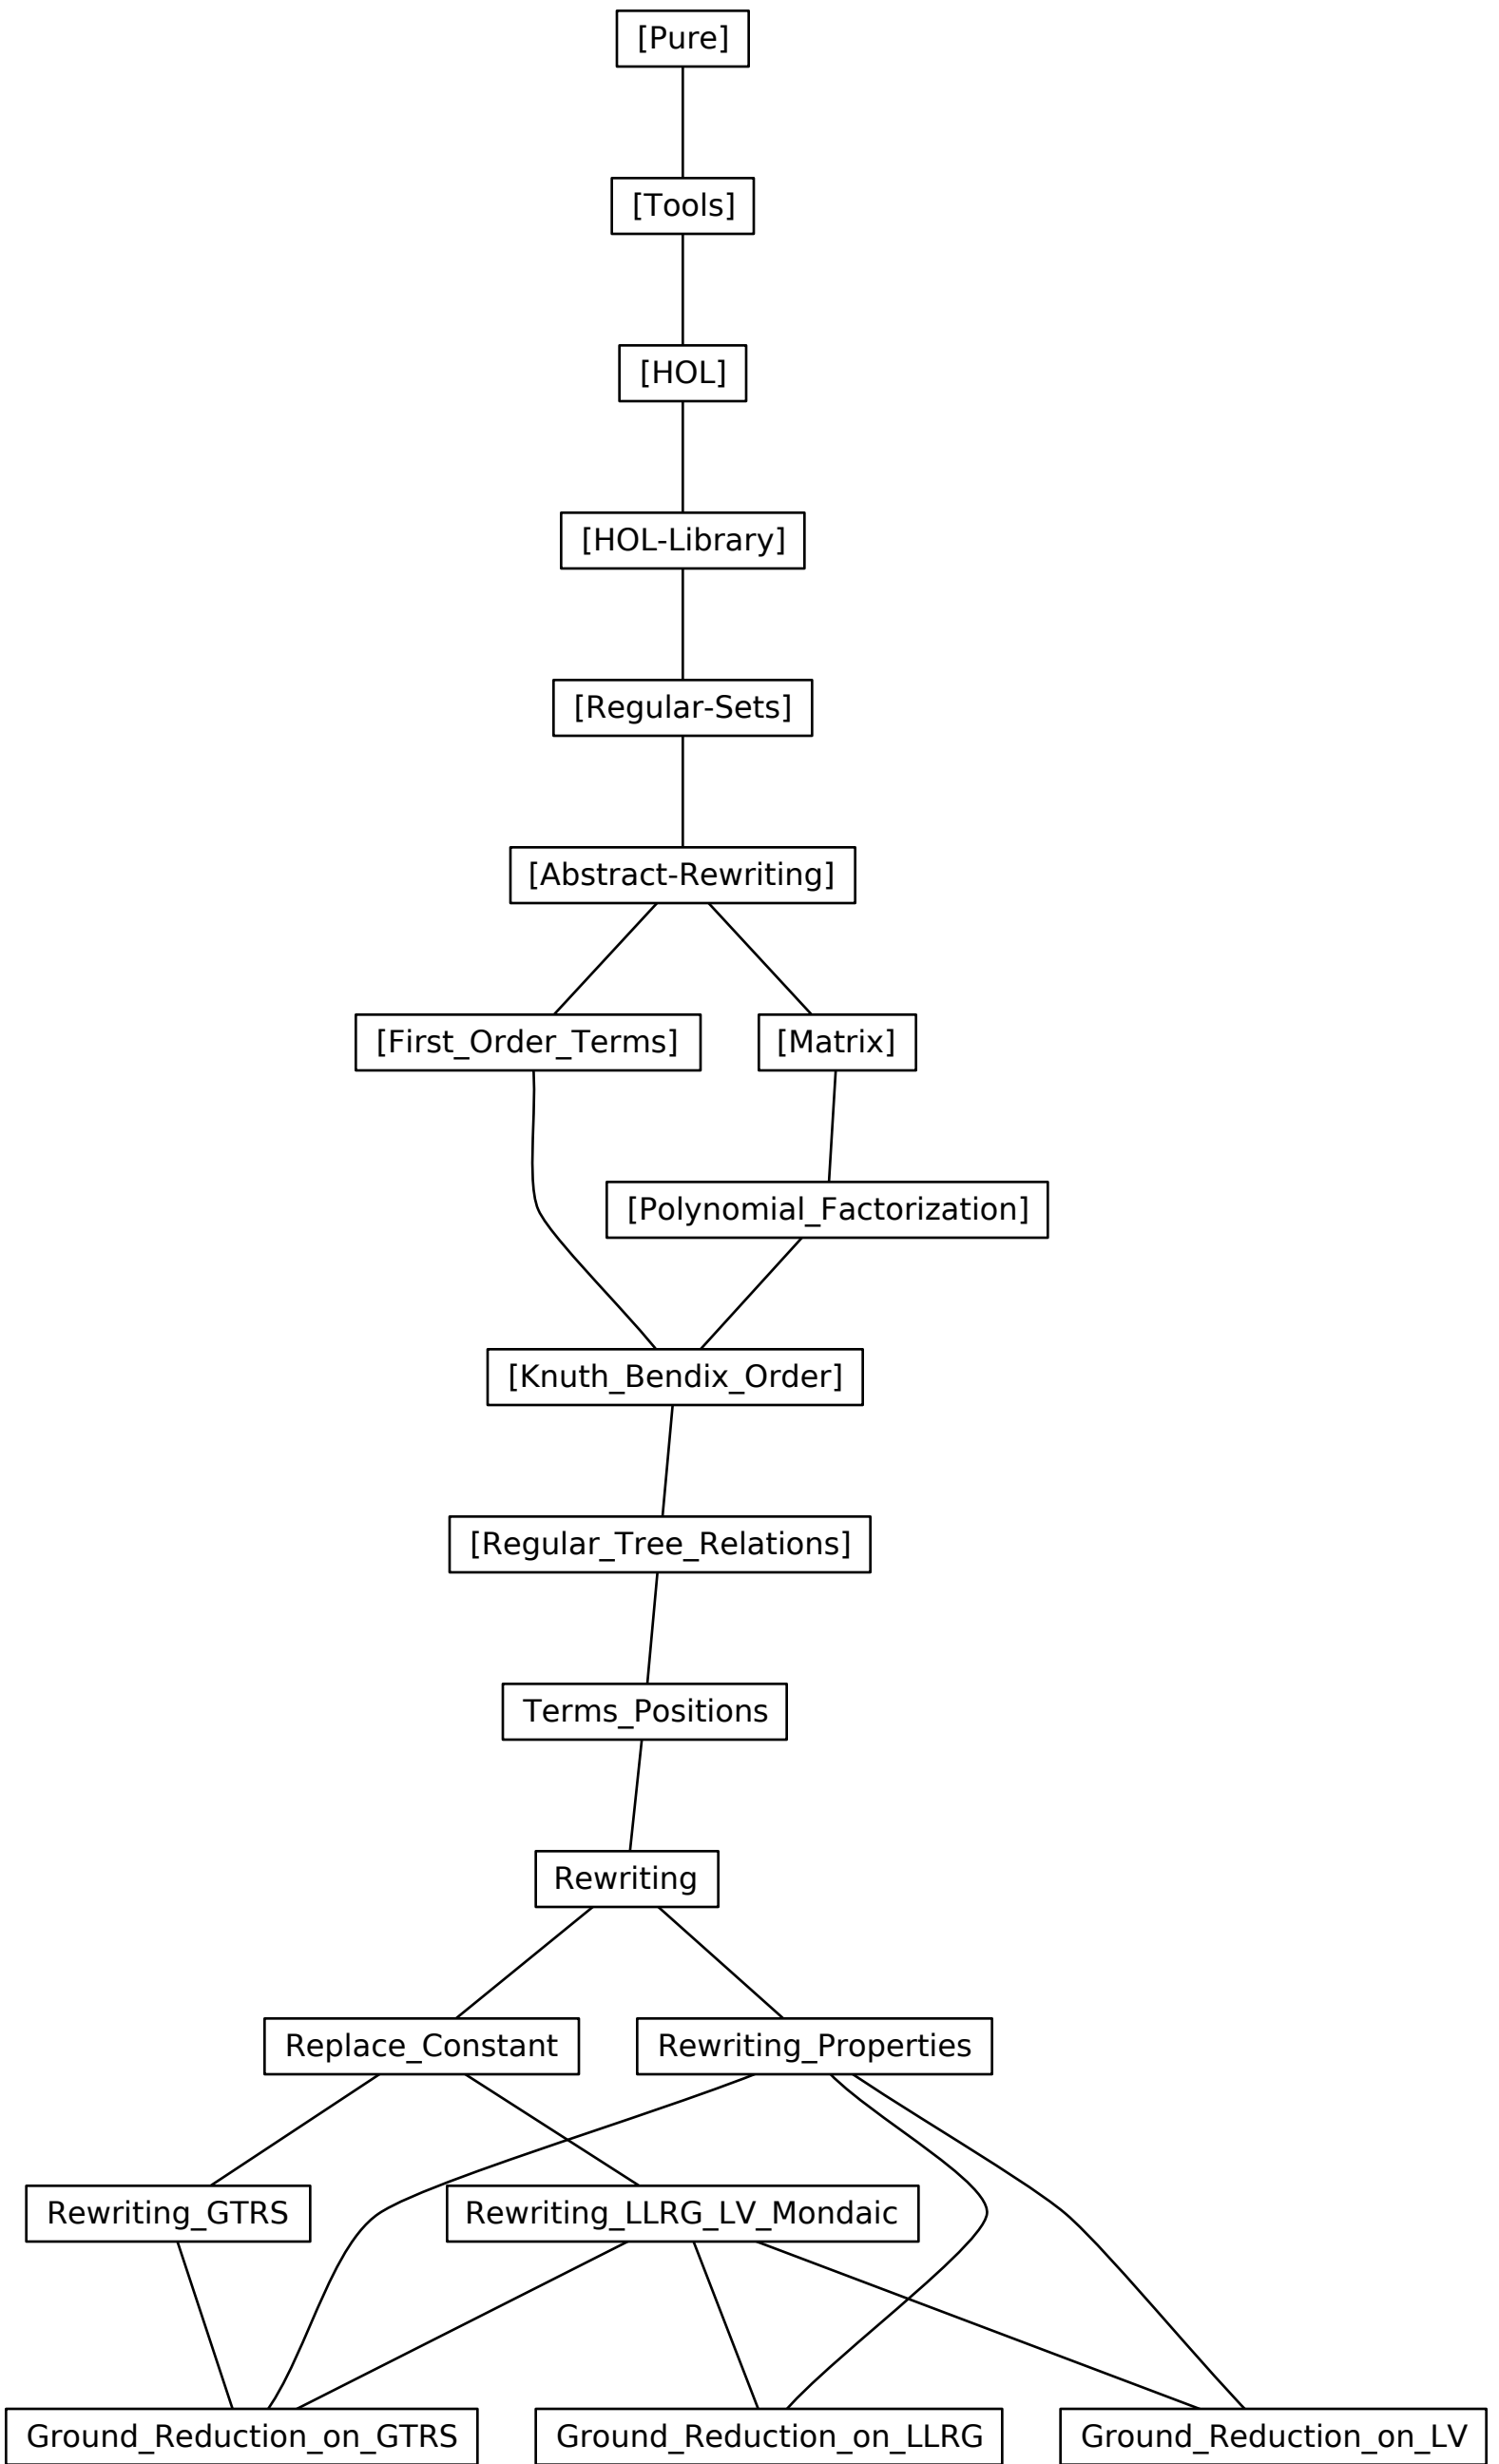 [Pure]
[Tools]
[HOL]
[HOL-Library]
[Regular-Sets]
[Abstract-Rewriting]
[First_Order_Terms]
[Matrix]
[Polynomial_Factorization]
[Knuth_Bendix_Order]
[Regular_Tree_Relations]
Terms_Positions
Rewriting
Replace_Constant
Rewriting_Properties
Rewriting_GTRS
Rewriting_LLRG_LV_Mondaic
Ground_Reduction_on_GTRS
Ground_Reduction_on_LLRG
Ground_Reduction_on_LV